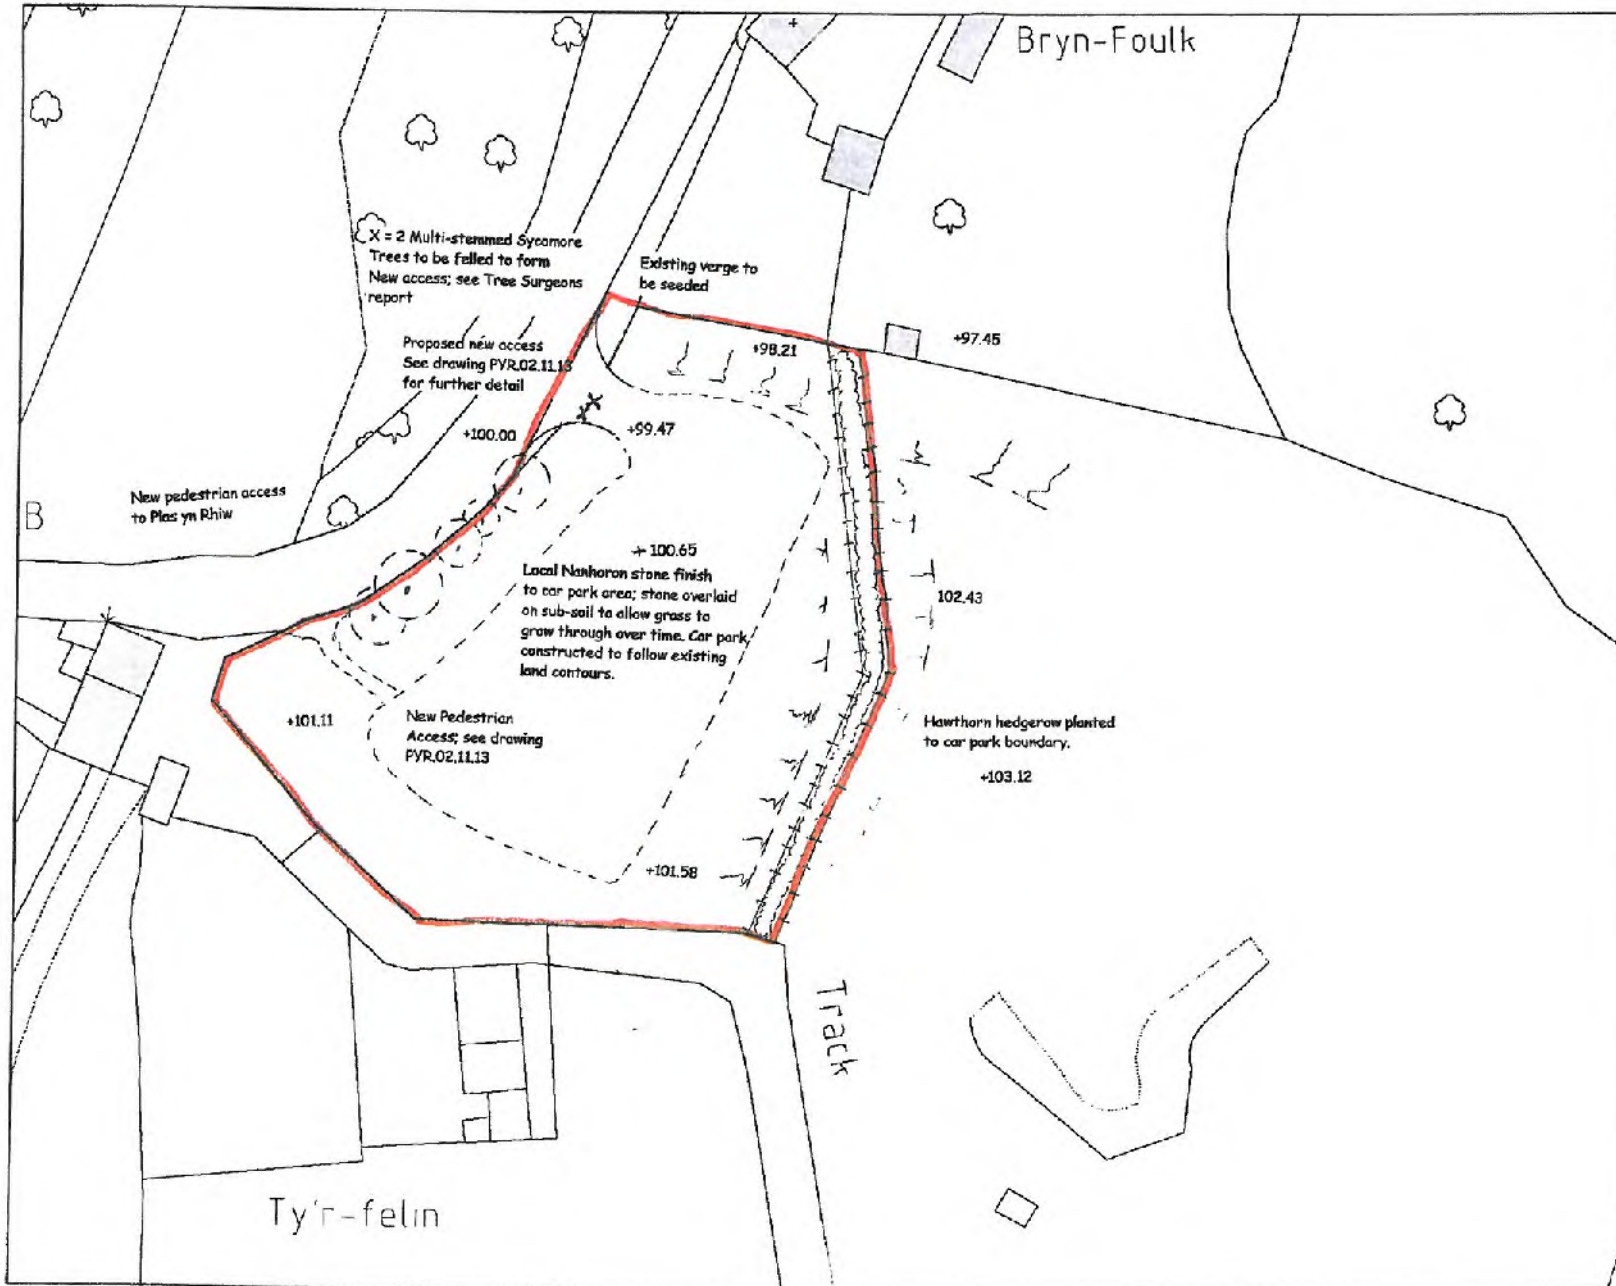 Bryn-Foulk
X = 2 Multi-stemmed Sycamore
Trees to be felled to form
New access; see Tree Surgeons
report
Existing verge to
be seeded
Proposed new access
See drawing PYR.02.11.13
for further detail
+98.21
+97.45
+100.00
X
X
+99.47
New pedestrian access
to Plas yn Rhiw
B
+100.65
Local Nanhoron stone finish
to car park area; stone overlaid
on sub-soil to allow grass to
grow through over time. Car park
constructed to follow existing
land contours.
102.43
+101.11
New Pedestrian
Access; see drawing
PYR.02.11.13
Hawthorn hedgerow planted
to car park boundary.
+103.12
+101.58
Track
Ty'r-felin